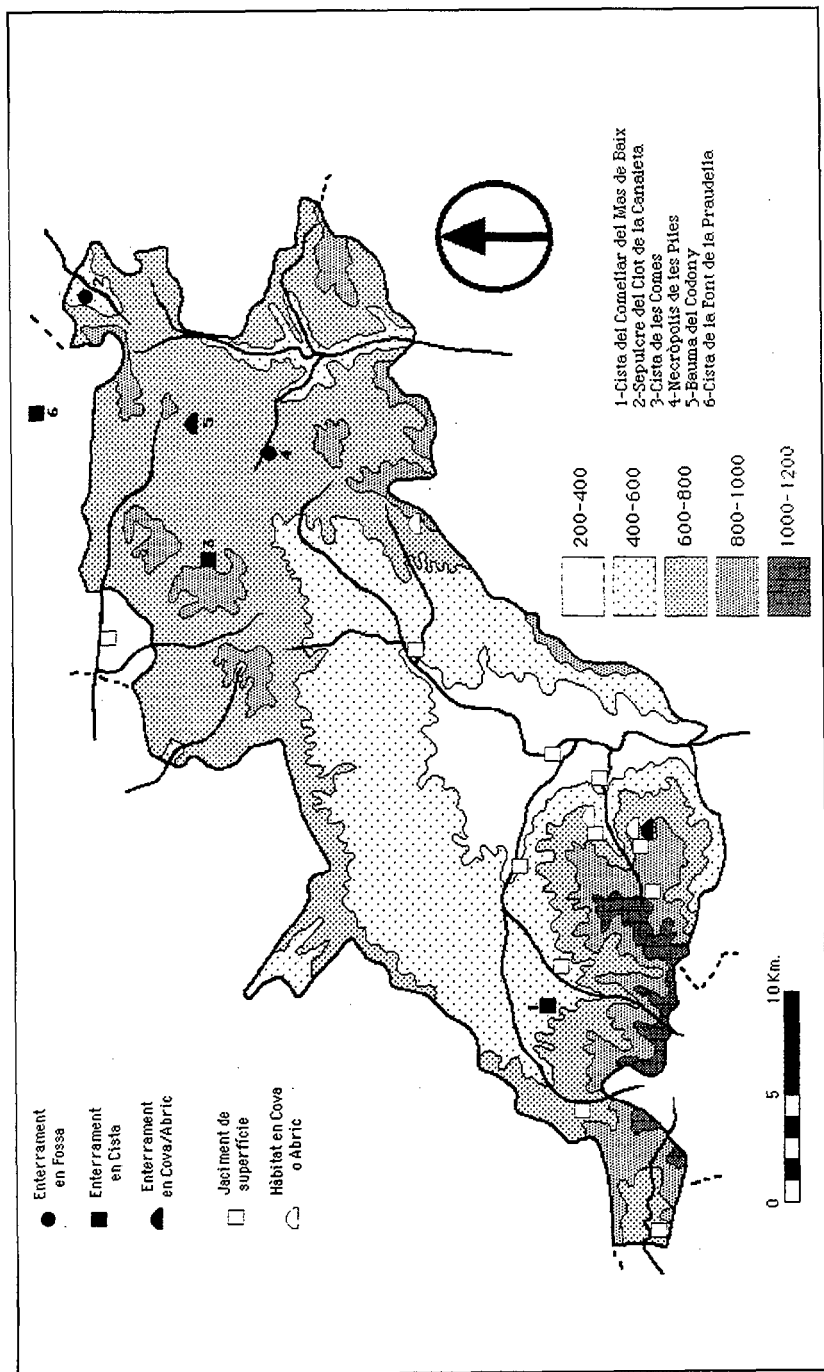 Enterrament
en Fossa
Enterrament
en Cista
Enterrament
en Cova/Abric
Jaciment de
superfície
Hàbitat en Cova
o Abric
1
2
3
4
5
6
0
5
10 Km.
200-400
400-600
600-800
800-1000
1000-1200
1-Cista del Comellar del Mas de Baix
2-Sepulcre del Clot de la Canaleta
3-Cista de les Comes
4-Necròpolis de les Piles
5-Bauma del Codony
6-Cista de la Font de la Praudella